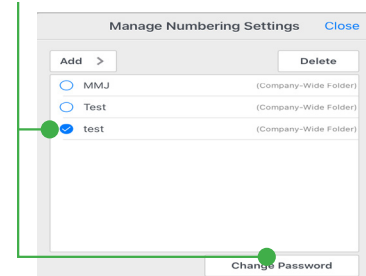 Manage Numbering Settings Close
Add > Delete
MMJ (Company-Wide Folder)
Test (Company-Wide Folder)
test (Company-Wide Folder)
Change Password